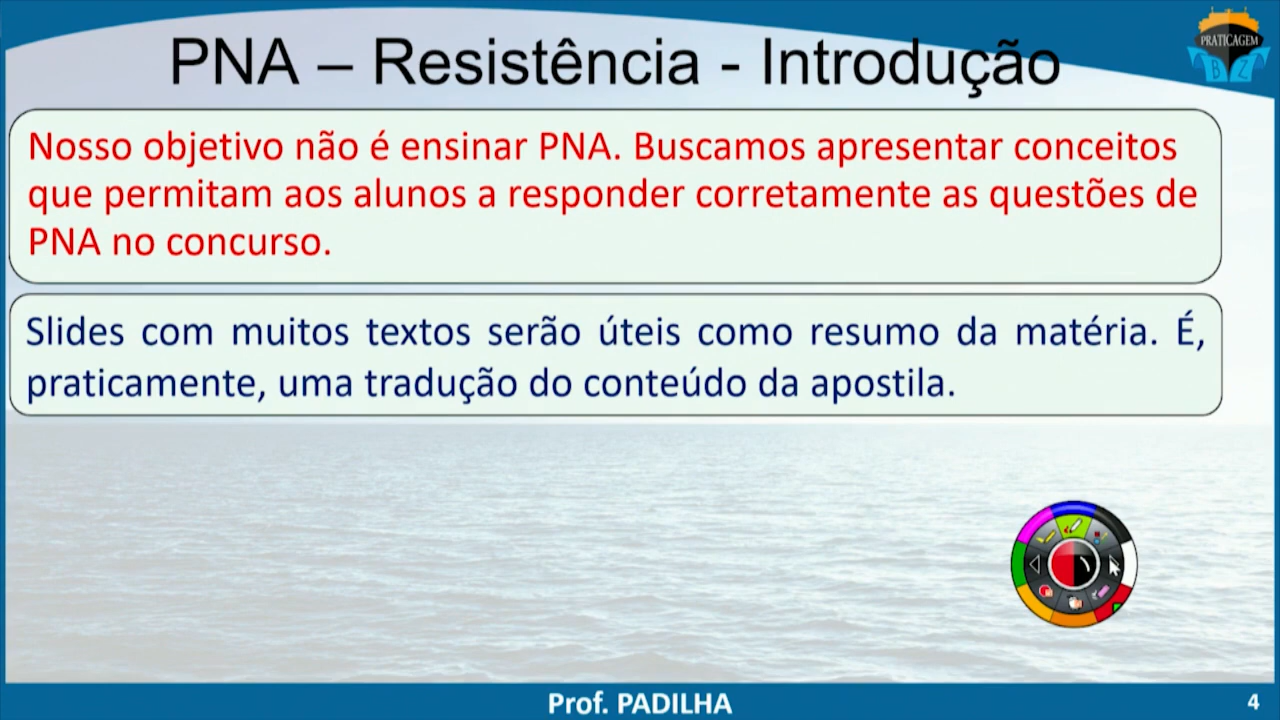 PNA – Resistência - Introdução
PRATICAGEM
B Z
Nosso objetivo não é ensinar PNA. Buscamos apresentar conceitos
que permitam aos alunos a responder corretamente as questões de
PNA no concurso.
Slides com muitos textos serão úteis como resumo da matéria. É,
praticamente, uma tradução do conteúdo da apostila.
Prof. PADILHA
4